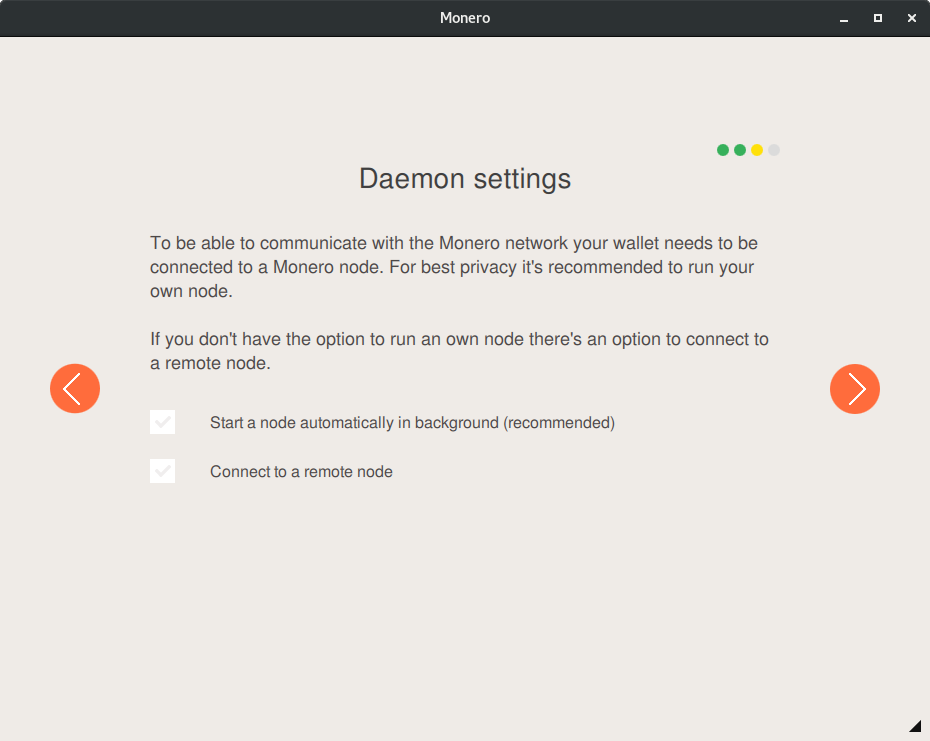 Monero
Daemon settings
To be able to communicate with the Monero network your wallet needs to be
connected to a Monero node. For best privacy it's recommended to run your
own node.
If you don't have the option to run an own node there's an option to connect to
a remote node.
Start a node automatically in background (recommended)
Connect to a remote node